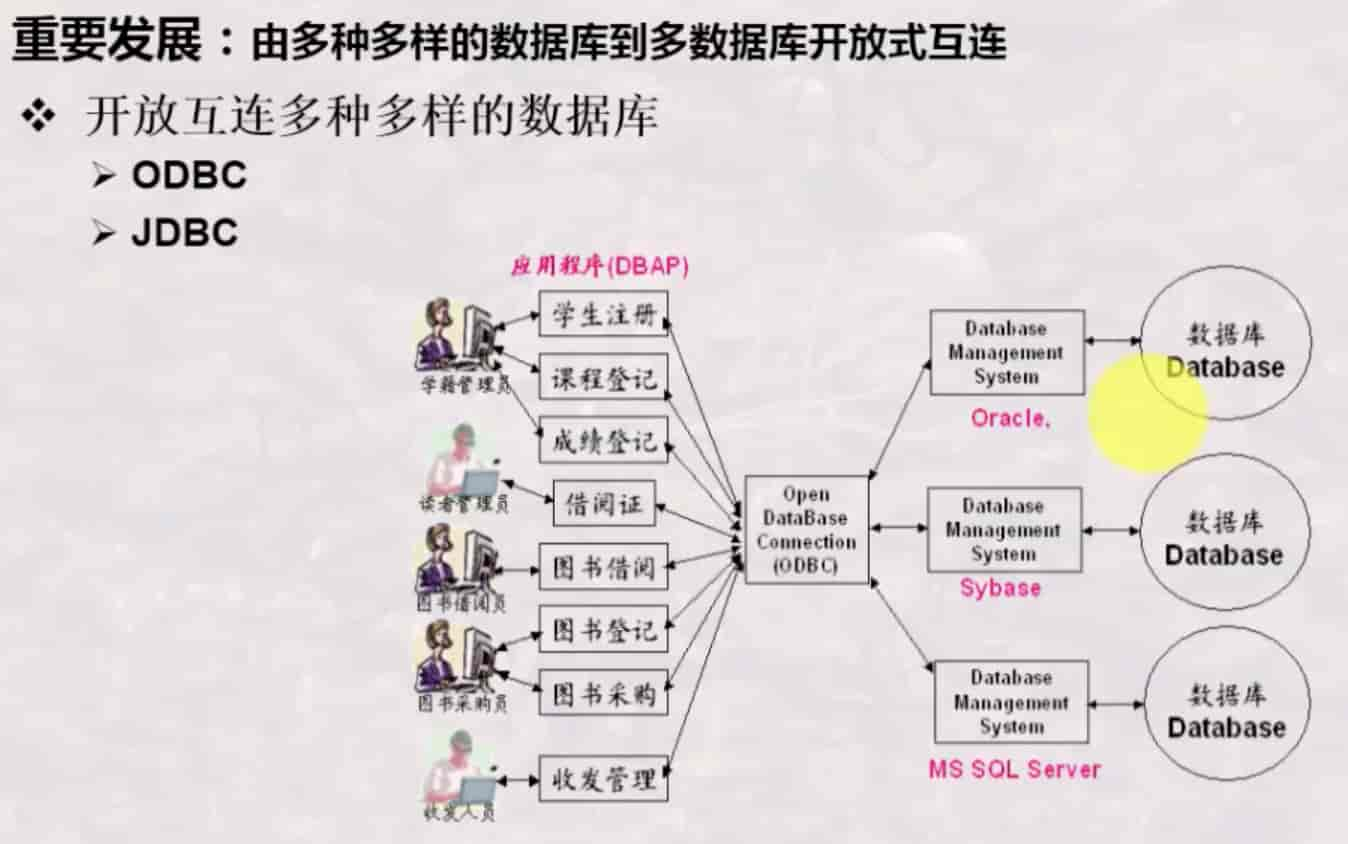 重要发展：由多种多样的数据库到多数据库开放式互连
开放互连多种多样的数据库
ODBC
JDBC
应用程序(DBAP)
学生注册
课程登记
学籍管理员
成绩登记
读者管理员
借阅证
图书借阅
图书借阅员
图书登记
图书采购
图书采购员
收发管理
收发人员
Open
DataBase
Connection
(ODBC)
Database
Management
System
Oracle,
数据库
Database
Database
Management
System
Sybase
数据库
Database
Database
Management
System
MS SQL Server
数据库
Database